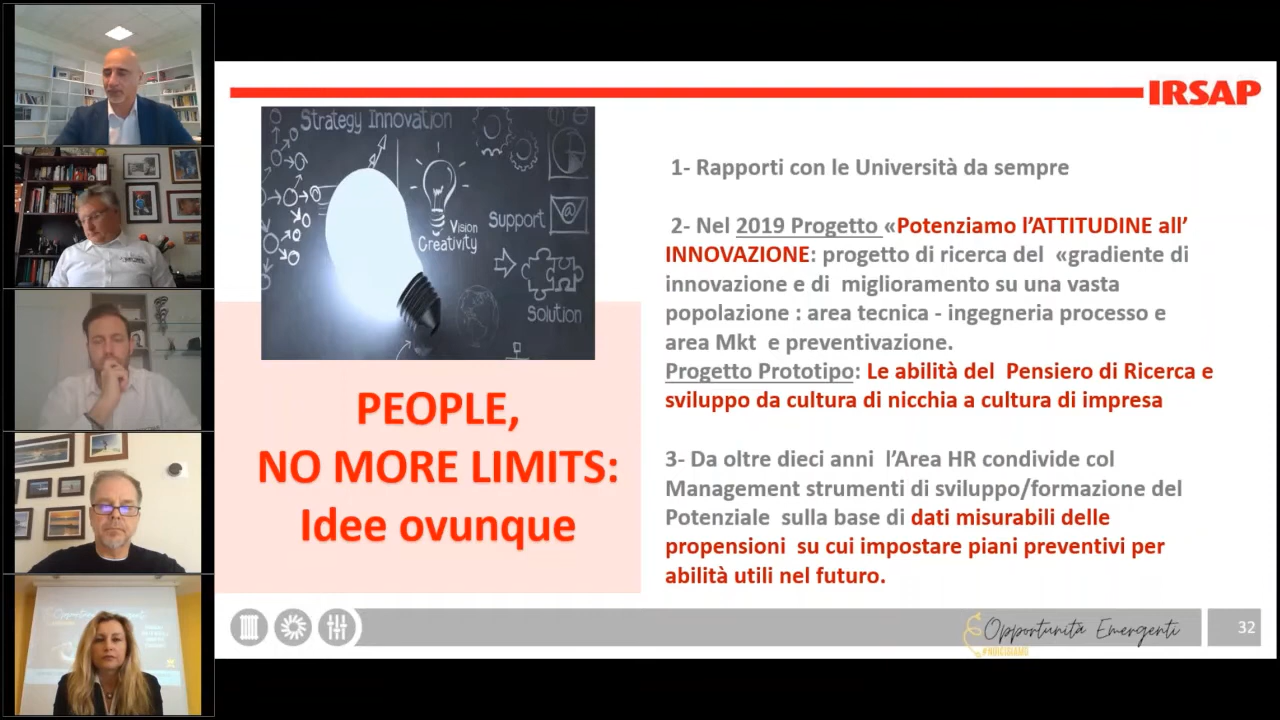 IRSAP
Strategy Innovation
Vision
Creativity
Support
Solution
PEOPLE,
NO MORE LIMITS:
Idee ovunque
1- Rapporti con le Università da sempre
2- Nel 2019 Progetto «Potenziamo l'ATTITUDINE all'
INNOVAZIONE: progetto di ricerca del «gradiente di
innovazione e di miglioramento su una vasta
popolazione : area tecnica - ingegneria processo e
area Mkt e preventivazione.
Progetto Prototipo: Le abilità del Pensiero di Ricerca e
sviluppo da cultura di nicchia a cultura di impresa
3- Da oltre dieci anni l'Area HR condivide col
Management strumenti di sviluppo/formazione del
Potenziale sulla base di dati misurabili delle
propensioni su cui impostare piani preventivi per
abilità utili nel futuro.
Opportunità Emergenti
#NOICISIAMO
32